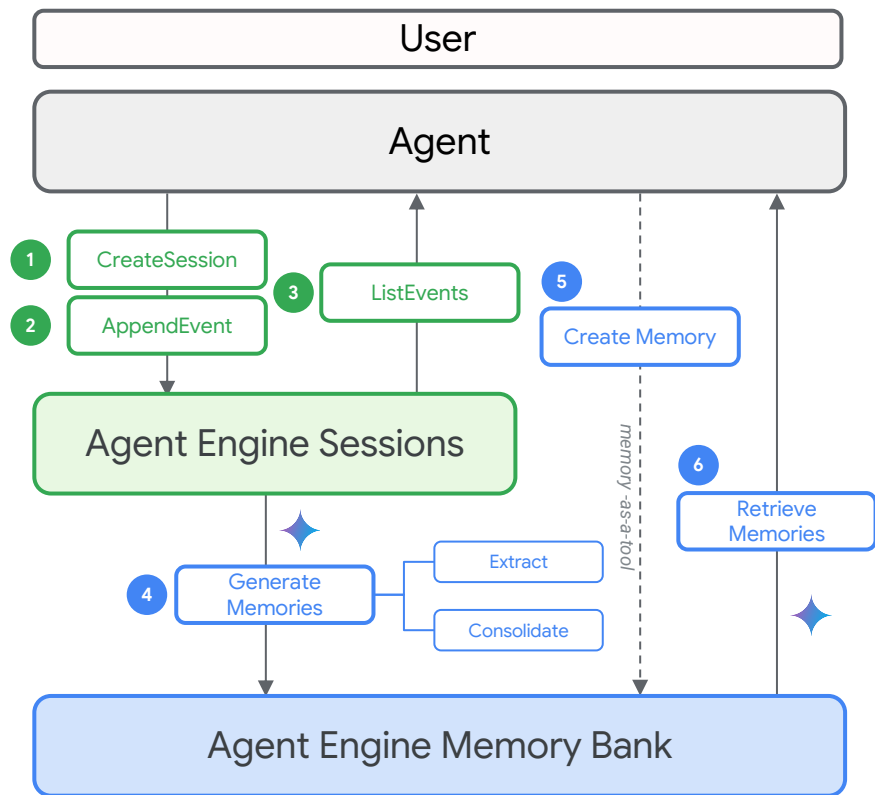 User
Agent
1
CreateSession
2
AppendEvent
3
ListEvents
5
Create Memory
Agent Engine Sessions
memory-as-a-tool
6
Retrieve
Memories
4
Generate
Memories
Extract
Consolidate
Agent Engine Memory Bank